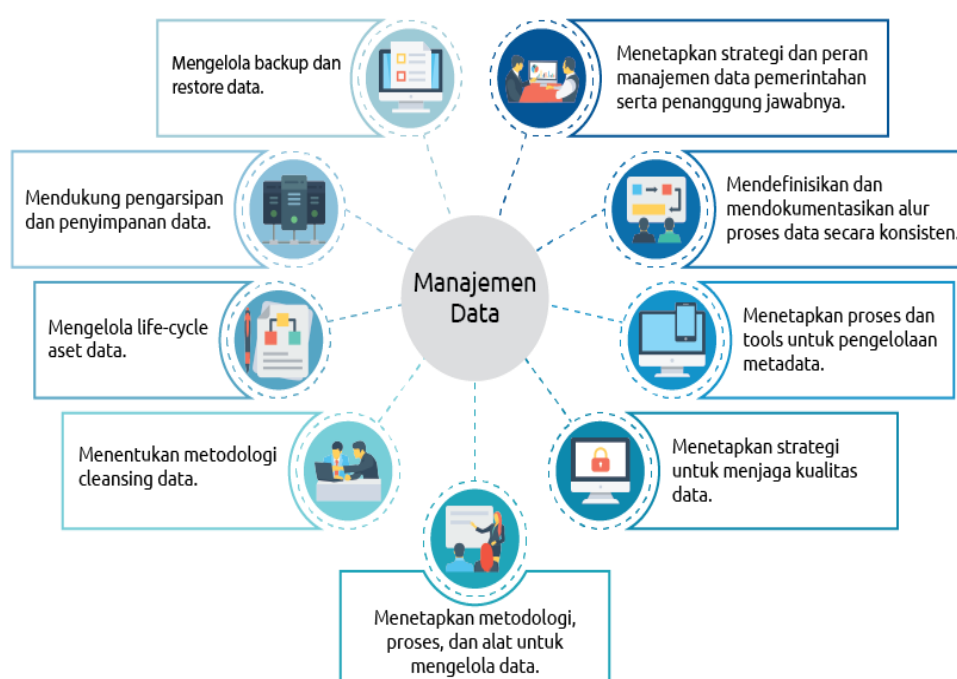 Manajemen
Data
Menetapkan strategi dan peran
manajemen data pemerintahan
serta penanggung jawabnya.
Mendefinisikan dan
mendokumentasikan alur
proses data secara konsisten.
Menetapkan proses dan
tools untuk pengelolaan
metadata.
Menetapkan strategi
untuk menjaga kualitas
data.
Menetapkan metodologi,
proses, dan alat untuk
mengelola data.
Menentukan metodologi
cleansing data.
Mengelola life-cycle
aset data.
Mendukung pengarsipan
dan penyimpanan data.
Mengelola backup dan
restore data.